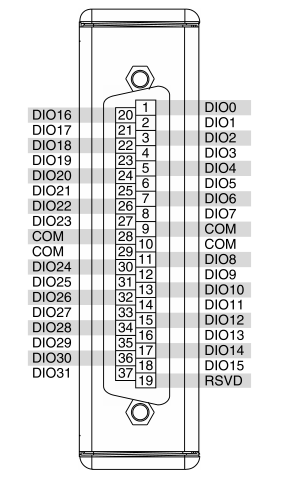 1 DIO0
DIO16 20
2 DIO1
DIO17 21
3 DIO2
DIO18 22
4 DIO3
DIO19 23
5 DIO4
DIO20 24
6 DIO5
DIO21 25
7 DIO6
DIO22 26
8 DIO7
DIO23 27
9 COM
COM 28
10 COM
COM 29
11 DIO8
DIO24 30
12 DIO9
DIO25 31
13 DIO10
DIO26 32
14 DIO11
DIO27 33
15 DIO12
DIO28 34
16 DIO13
DIO29 35
17 DIO14
DIO30 36
18 DIO15
DIO31 37
19 RSVD